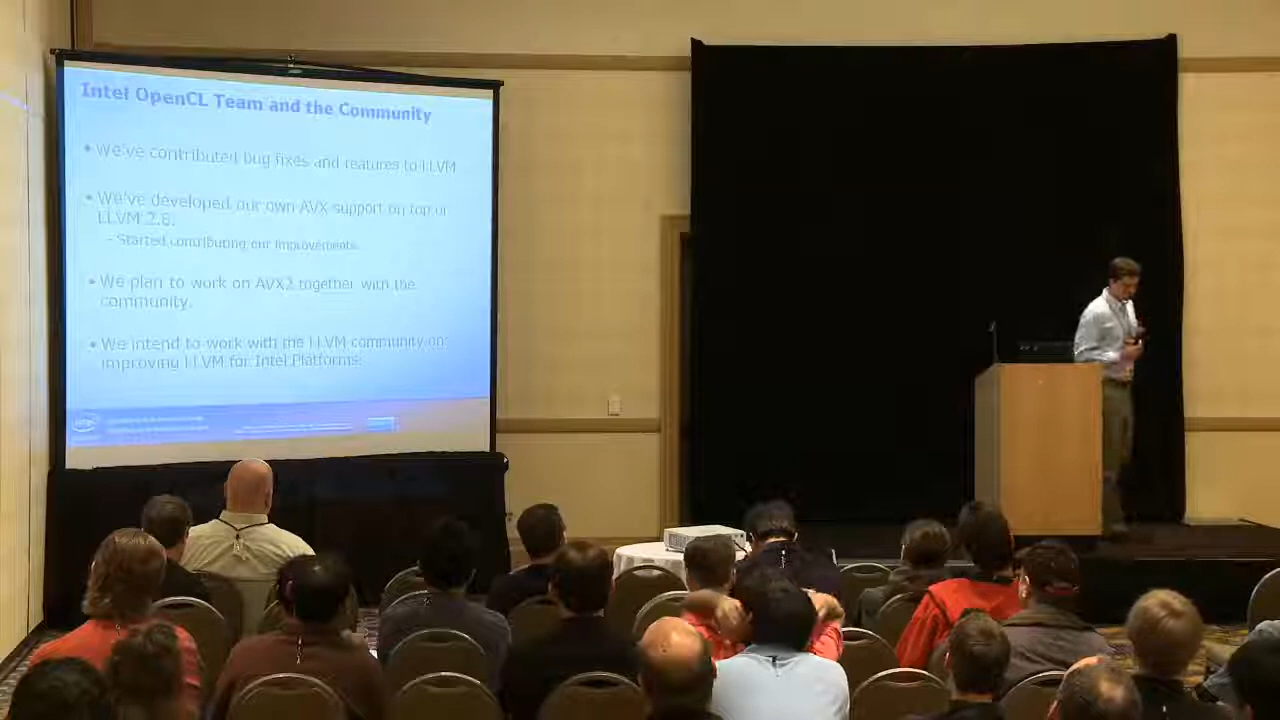 Intel OpenCL Team and the Community
• We've contributed bug fixes and features to LLVM
• We've developed our own AVX support on top of
LLVM 2.8.
– Started contributing our improvements.
• We plan to work on AVX2 together with the
community.
• We intend to work with the LLVM community on
improving LLVM for Intel Platforms.